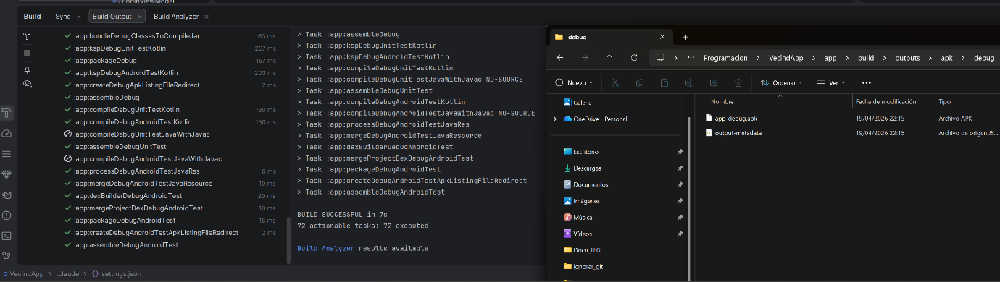 LoginViewModel
Build
Sync
Build Output
Build Analyzer
:app:bundleDebugClassesToCompileJar 63 ms
:app:kspDebugUnitTestKotlin 267 ms
:app:packageDebug 157 ms
:app:kspDebugAndroidTestKotlin 203 ms
:app:createDebugApkListingFileRedirect 2 ms
:app:assembleDebug
:app:compileDebugUnitTestKotlin 160 ms
:app:compileDebugAndroidTestKotlin 150 ms
:app:compileDebugUnitTestJavaWithJavac
:app:assembleDebugUnitTest
:app:compileDebugAndroidTestJavaWithJavac
:app:processDebugAndroidTestJavaRes 6 ms
:app:mergeDebugAndroidTestJavaResource 10 ms
:app:dexBuilderDebugAndroidTest 20 ms
:app:mergeProjectDexDebugAndroidTest 10 ms
:app:packageDebugAndroidTest 18 ms
:app:createDebugAndroidTestApkListingFileRedirect 2 ms
:app:assembleDebugAndroidTest
> Task :app:assembleDebug
> Task :app:kspDebugUnitTestKotlin
> Task :app:kspDebugAndroidTestKotlin
> Task :app:compileDebugUnitTestKotlin
> Task :app:compileDebugUnitTestJavaWithJavac NO-SOURCE
> Task :app:assembleDebugUnitTest
> Task :app:compileDebugAndroidTestKotlin
> Task :app:compileDebugAndroidTestJavaWithJavac NO-SOURCE
> Task :app:processDebugAndroidTestJavaRes
> Task :app:mergeDebugAndroidTestJavaResource
> Task :app:dexBuilderDebugAndroidTest
> Task :app:mergeProjectDexDebugAndroidTest
> Task :app:packageDebugAndroidTest
> Task :app:createDebugAndroidTestApkListingFileRedirect
> Task :app:assembleDebugAndroidTest
BUILD SUCCESSFUL in 7s
72 actionable tasks: 72 executed
Build Analyzer results available
VecindApp > .claude > {} settings.json
debug
... Programacion > VecindApp > app > build > outputs > apk > debug
Nuevo
Ordenar
Ver
Galería
OneDrive Personal
Escritorio
Descargas
Documentos
Imágenes
Música
Vídeos
Docu_TFG
Ignorar_git
Nombre Fecha de modificación Tipo
app-debug.apk 19/04/2026 22:15 Archivo APK
output-metadata 19/04/2026 22:15 Archivo de origen JS...